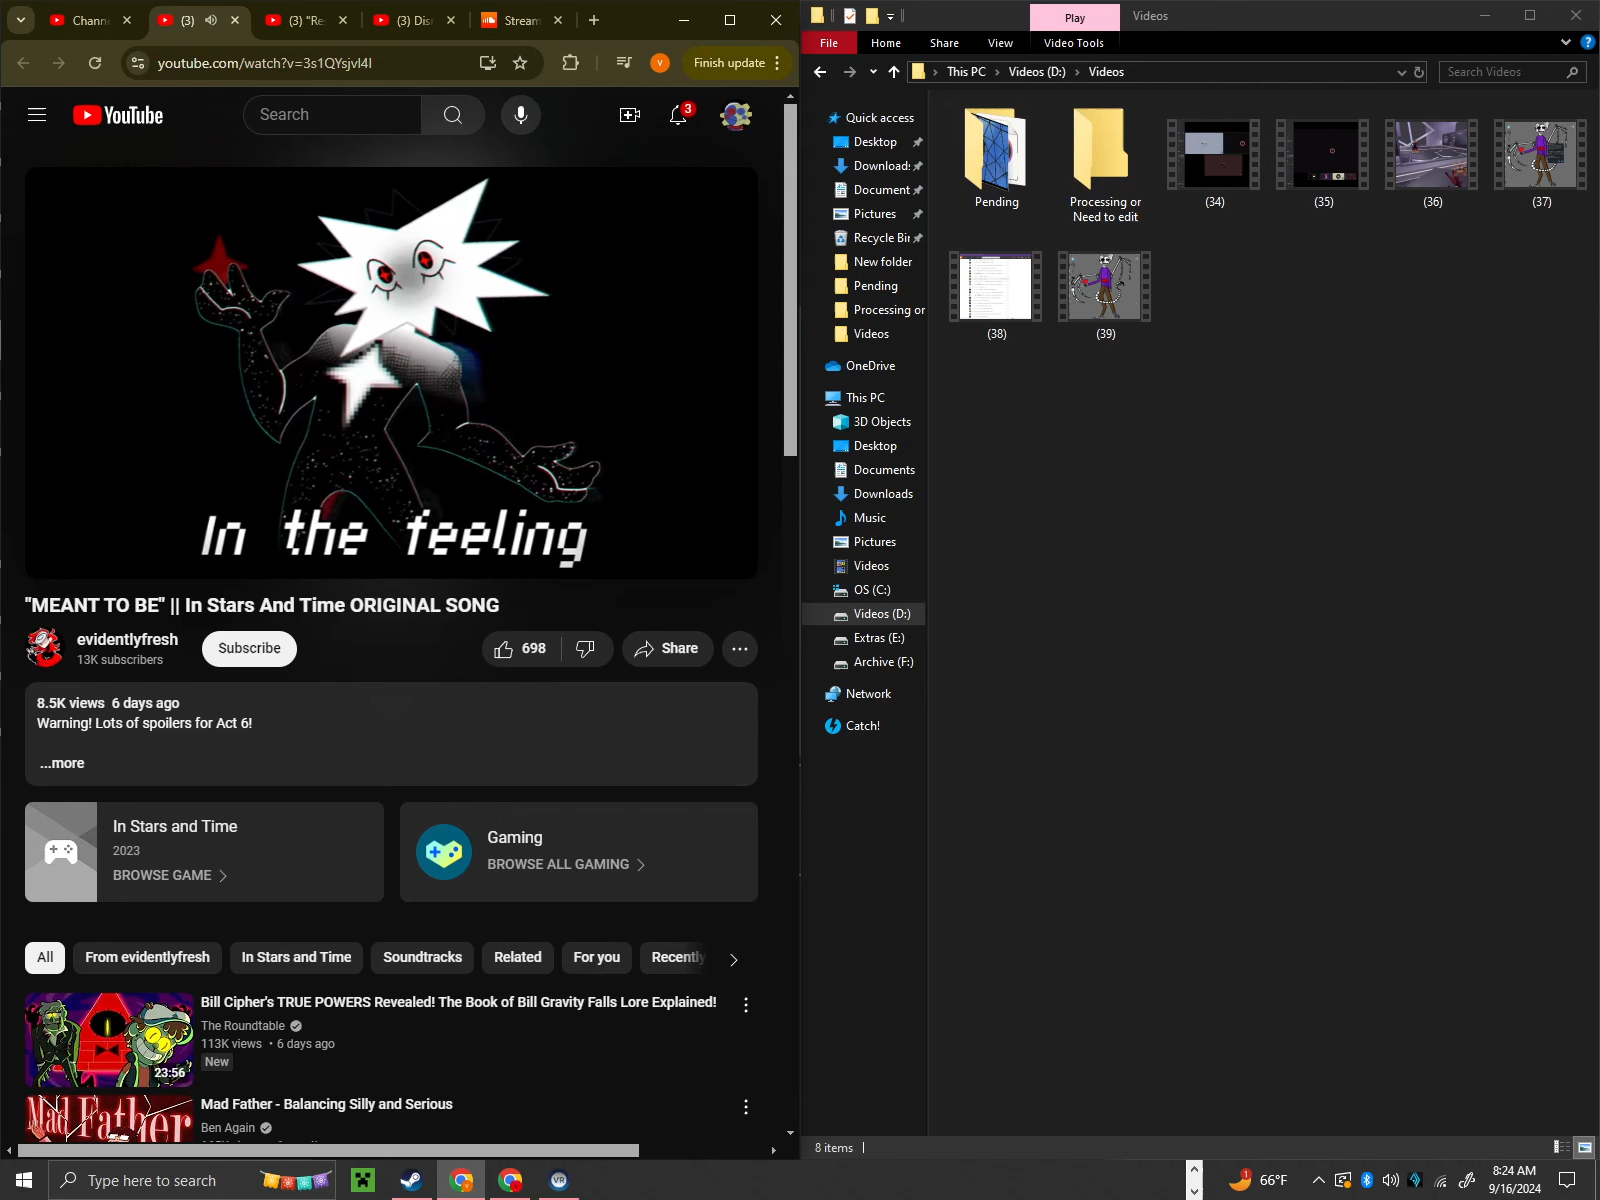 Chann
(3)
(3) "Re
(3) Disn
Stream
youtube.com/watch?v=3s1QYsjvl4I
V
Finish update
YouTube
Search
3
In the feeling
"MEANT TO BE" || In Stars And Time ORIGINAL SONG
evidentlyfresh
13K subscribers
Subscribe
698
Share
8.5K views 6 days ago
Warning! Lots of spoilers for Act 6!
...more
In Stars and Time
2023
BROWSE GAME
Gaming
BROWSE ALL GAMING
All
From evidentlyfresh
In Stars and Time
Soundtracks
Related
For you
Recently
Bill Cipher's TRUE POWERS Revealed! The Book of Bill Gravity Falls Lore Explained!
The Roundtable
113K views • 6 days ago
New
23:56
Mad Father
Mad Father - Balancing Silly and Serious
Ben Again
Play
Videos
File
Home
Share
View
Video Tools
This PC
Videos (D:)
Videos
Search Videos
Quick access
Desktop
Downloads
Document
Pictures
Recycle Bin
New folder
Pending
Processing or
Videos
OneDrive
This PC
3D Objects
Desktop
Documents
Downloads
Music
Pictures
Videos
OS (C:)
Videos (D:)
Extras (E:)
Archive (F:)
Network
Catch!
Pending
Processing or
Need to edit
(34)
(35)
(36)
(37)
(38)
(39)
8 items
Type here to search
VR
1
66°F
8:24 AM
9/16/2024